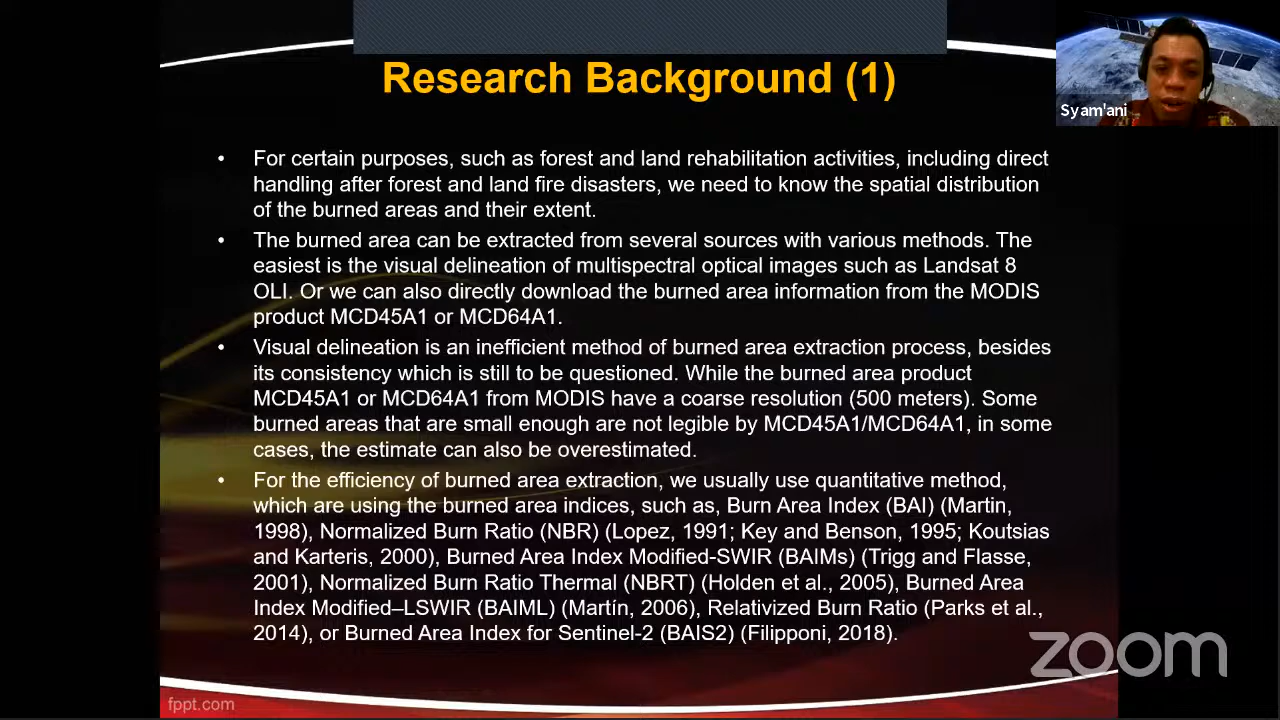 Research Background (1)
Syam'ani
• For certain purposes, such as forest and land rehabilitation activities, including direct
handling after forest and land fire disasters, we need to know the spatial distribution
of the burned areas and their extent.
• The burned area can be extracted from several sources with various methods. The
easiest is the visual delineation of multispectral optical images such as Landsat 8
OLI. Or we can also directly download the burned area information from the MODIS
product MCD45A1 or MCD64A1.
• Visual delineation is an inefficient method of burned area extraction process, besides
its consistency which is still to be questioned. While the burned area product
MCD45A1 or MCD64A1 from MODIS have a coarse resolution (500 meters). Some
burned areas that are small enough are not legible by MCD45A1/MCD64A1, in some
cases, the estimate can also be overestimated.
• For the efficiency of burned area extraction, we usually use quantitative method,
which are using the burned area indices, such as, Burn Area Index (BAI) (Martin,
1998), Normalized Burn Ratio (NBR) (Lopez, 1991; Key and Benson, 1995; Koutsias
and Karteris, 2000), Burned Area Index Modified-SWIR (BAIMs) (Trigg and Flasse,
2001), Normalized Burn Ratio Thermal (NBRT) (Holden et al., 2005), Burned Area
Index Modified–LSWIR (BAIML) (Martín, 2006), Relativized Burn Ratio (Parks et al.,
2014), or Burned Area Index for Sentinel-2 (BAIS2) (Filipponi, 2018).
zoom
fppt.com